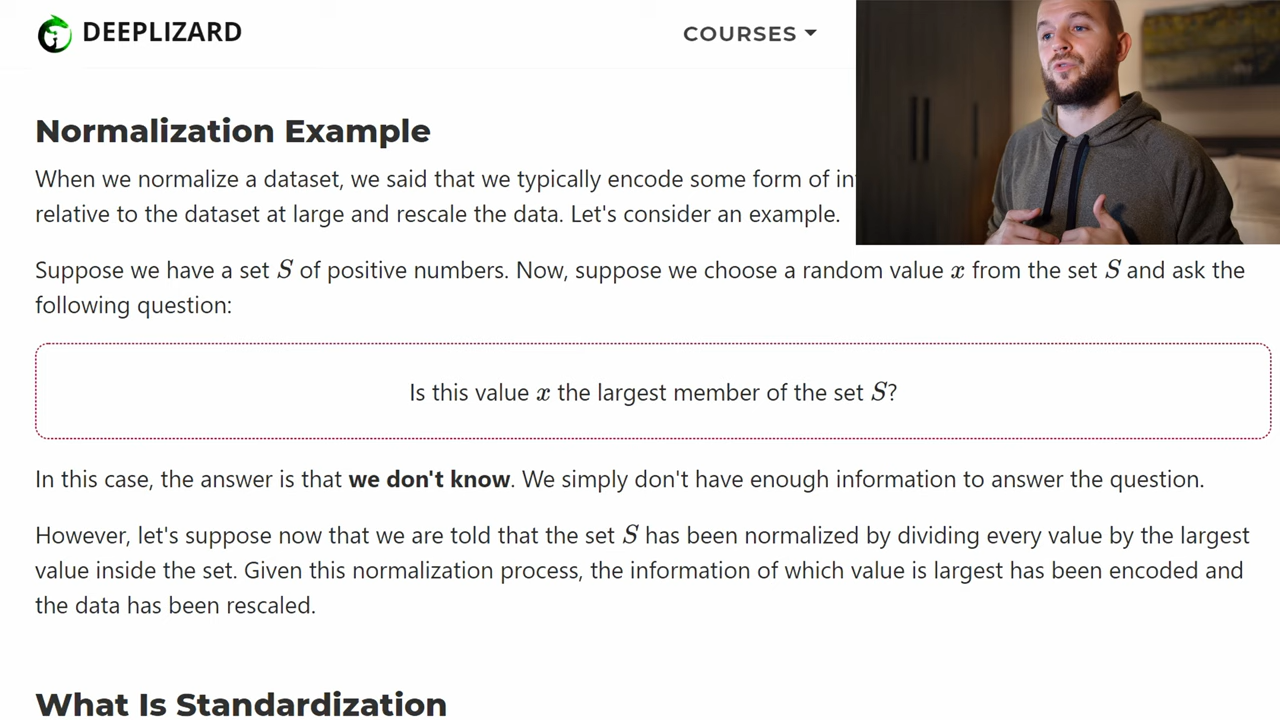 DEEPLIZARD
COURSES
Normalization Example
When we normalize a dataset, we said that we typically encode some form of
relative to the dataset at large and rescale the data. Let's consider an example.
Suppose we have a set S of positive numbers. Now, suppose we choose a random value x from the set S and ask the
following question:
Is this value x the largest member of the set S?
In this case, the answer is that we don't know. We simply don't have enough information to answer the question.
However, let's suppose now that we are told that the set S has been normalized by dividing every value by the largest
value inside the set. Given this normalization process, the information of which value is largest has been encoded and
the data has been rescaled.
What Is Standardization